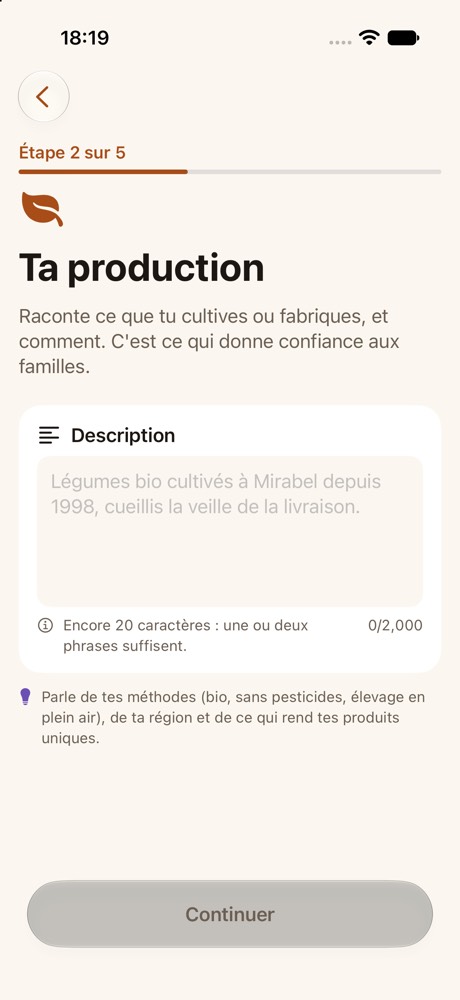 18:19
Étape 2 sur 5
Ta production
Raconte ce que tu cultives ou fabriques, et
comment. C'est ce qui donne confiance aux
familles.
Description
Légumes bio cultivés à Mirabel depuis
1998, cueillis la veille de la livraison.
Encore 20 caractères : une ou deux
phrases suffisent.
0/2,000
Parle de tes méthodes (bio, sans pesticides, élevage en
plein air), de ta région et de ce qui rend tes produits
uniques.
Continuer